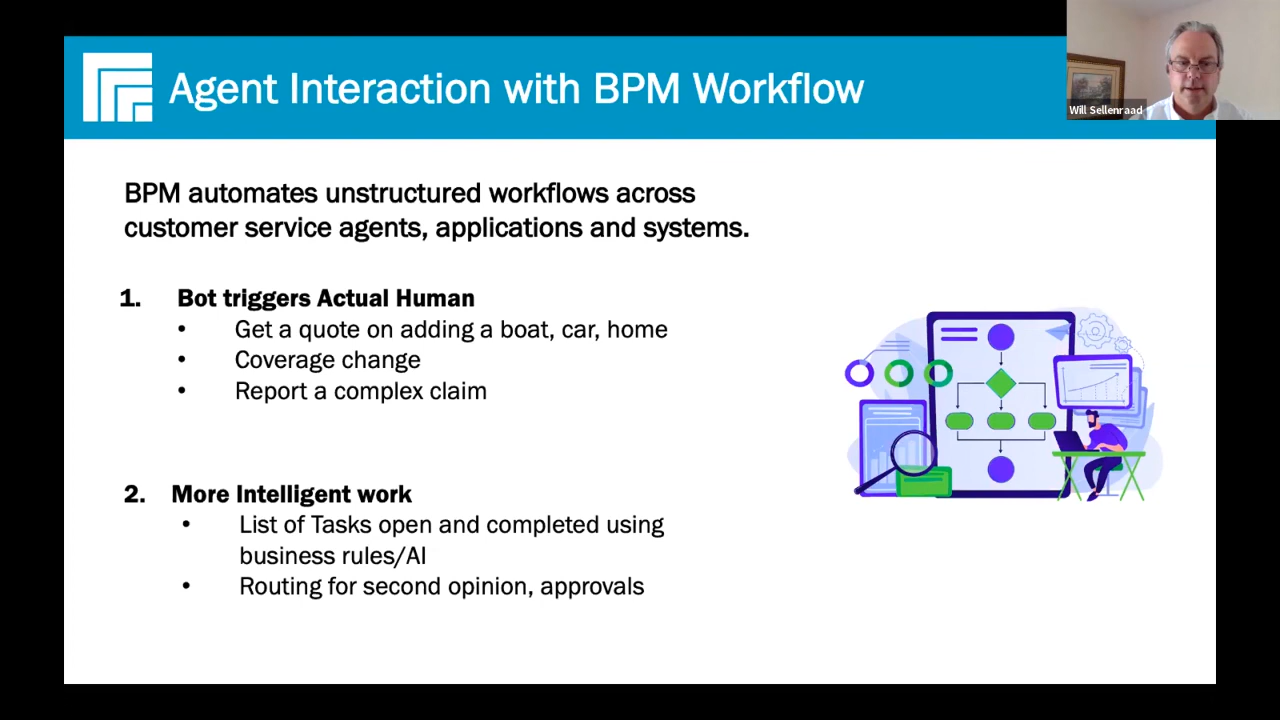 Agent Interaction with BPM Workflow
Will Sellenraad
BPM automates unstructured workflows across
customer service agents, applications and systems.
1. Bot triggers Actual Human
• Get a quote on adding a boat, car, home
• Coverage change
• Report a complex claim
2. More Intelligent work
• List of Tasks open and completed using
business rules/AI
• Routing for second opinion, approvals